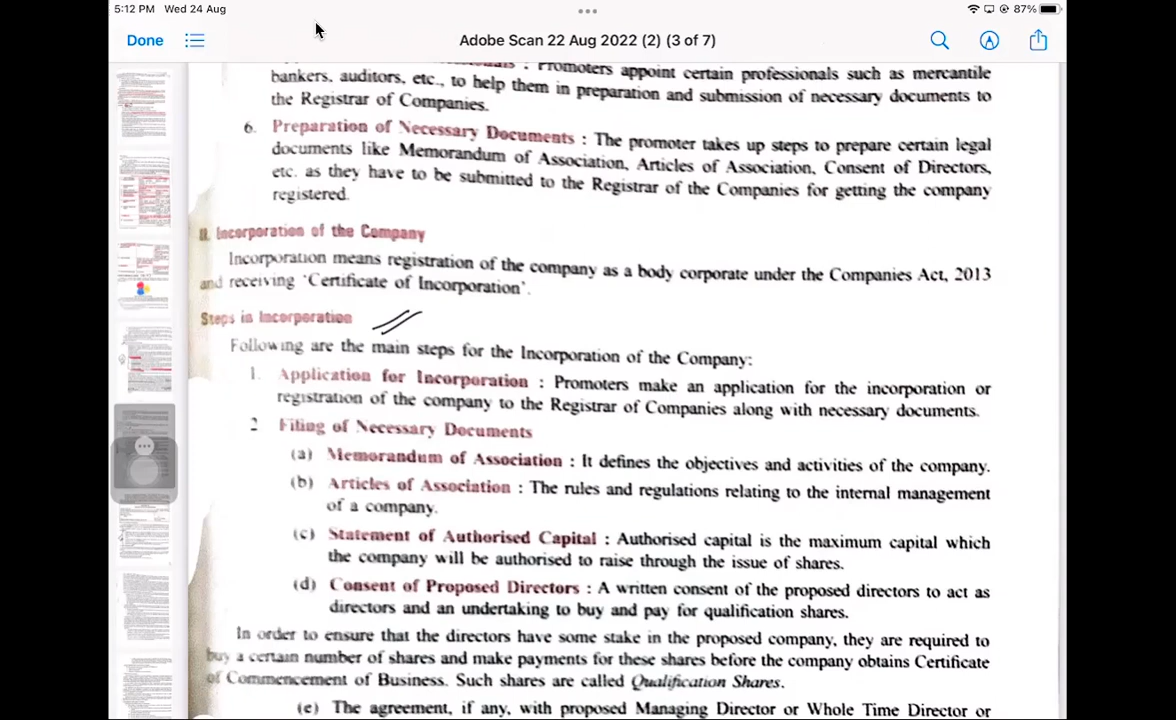 5:12 PM Wed 24 Aug
87%
Done
Adobe Scan 22 Aug 2022 (2) (3 of 7)
: Promoters appoint certain professionals such as mercantile
bankers, auditors, etc., to help them in preparation and submission of necessary documents to
the Registrar of Companies.
6. Preparation of Necessary Documents : The promoter takes up steps to prepare certain legal
documents like Memorandum of Association, Articles of Association, Consent of Directors,
etc. as they have to be submitted to the Registrar of the Companies for getting the company
registered.
II. Incorporation of the Company
Incorporation means registration of the company as a body corporate under the Companies Act, 2013
and receiving 'Certificate of Incorporation'.
Steps in Incorporation
Following are the main steps for the Incorporation of the Company:
1. Application for Incorporation : Promoters make an application for the incorporation or
registration of the company to the Registrar of Companies along with necessary documents.
2 Filing of Necessary Documents
(a) Memorandum of Association : It defines the objectives and activities of the company.
(b) Articles of Association : The rules and regulations relating to the internal management
of a company.
(c) Statement of Authorised Capital : Authorised capital is the maximum capital which
the company will be authorised to raise through the issue of shares.
(d) Consent of Proposed Directors : A written consent of the proposed directors to act as
directors and an undertaking to buy and pay for qualification shares.
In order to ensure that the directors have some stake in the proposed company, they are required to
buy a certain number of shares and make payments for these shares before the company obtains Certificate
of Commencement of Business. Such shares are called Qualification Shares.
(e) The agreement, if any, with proposed Managing Director or Whole Time Director or